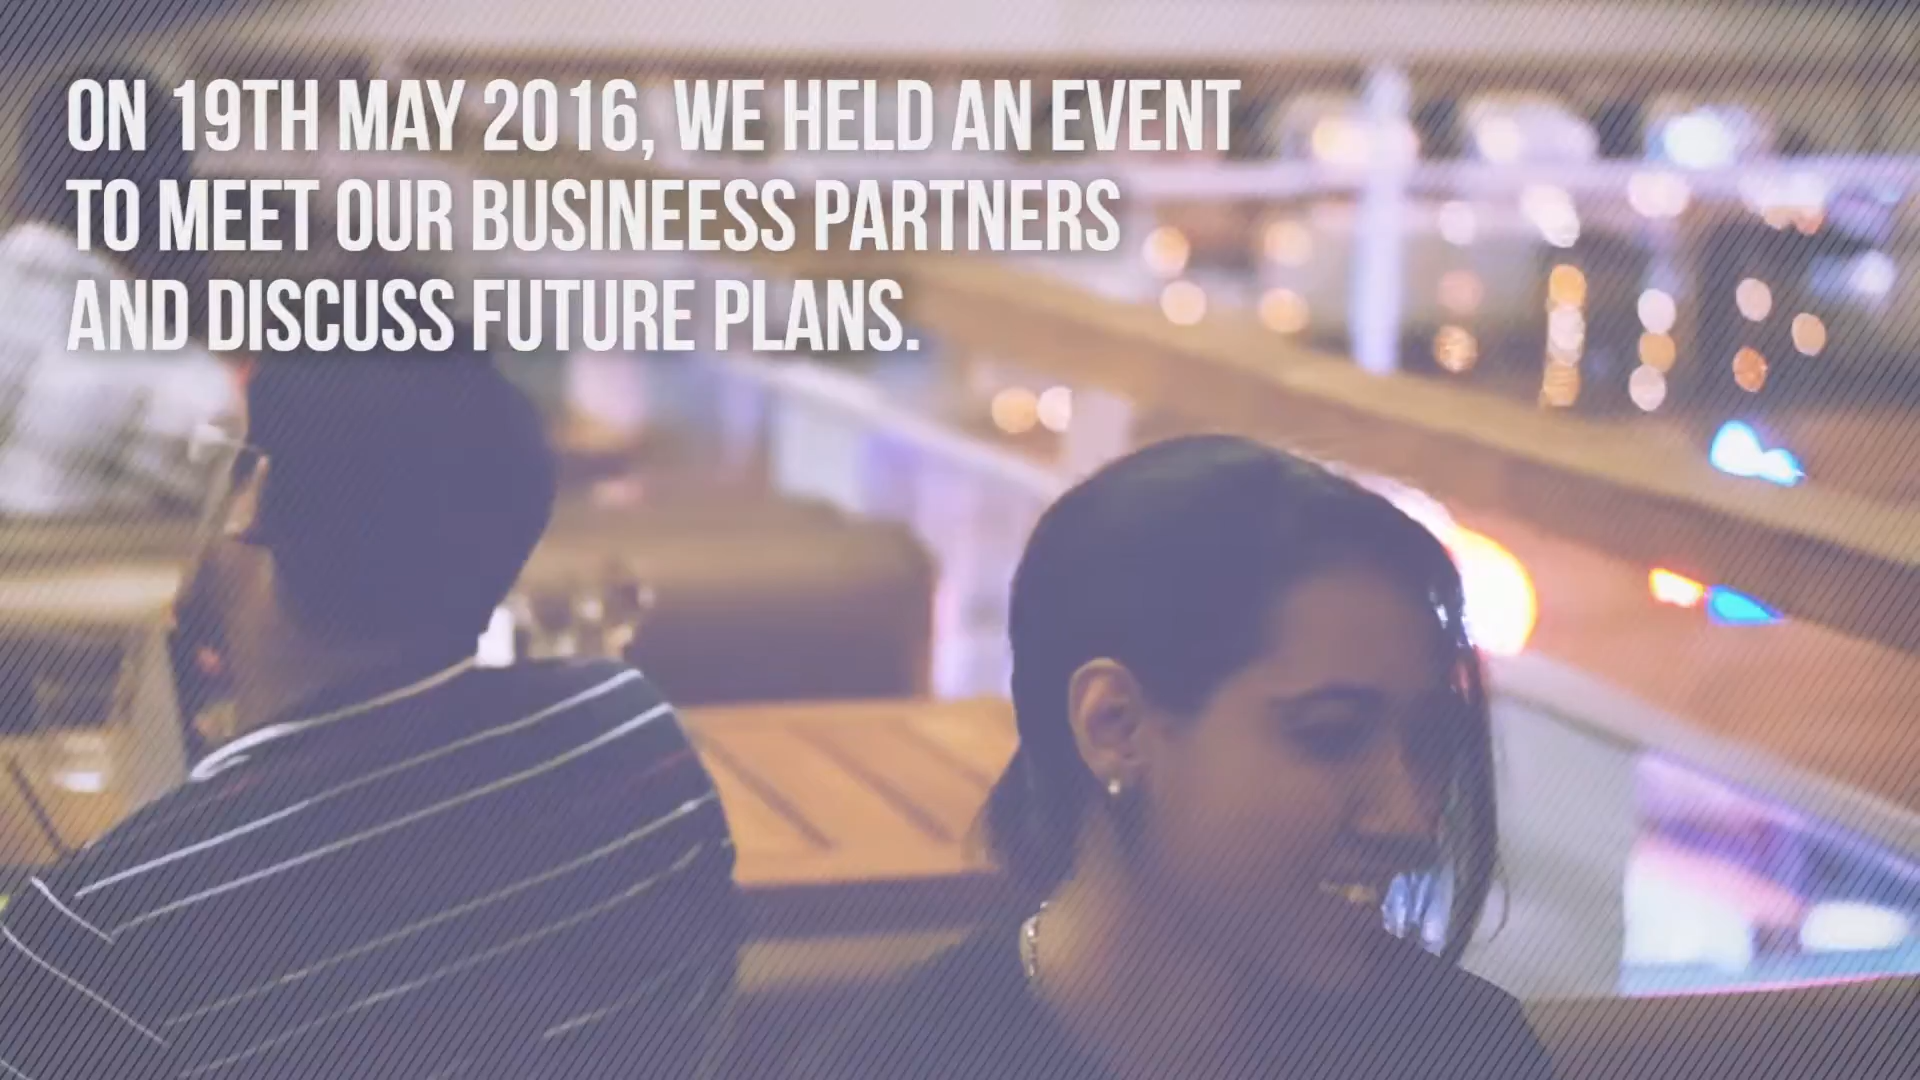 ON 19TH MAY 2016, WE HELD AN EVENT
TO MEET OUR BUSINEESS PARTNERS
AND DISCUSS FUTURE PLANS.